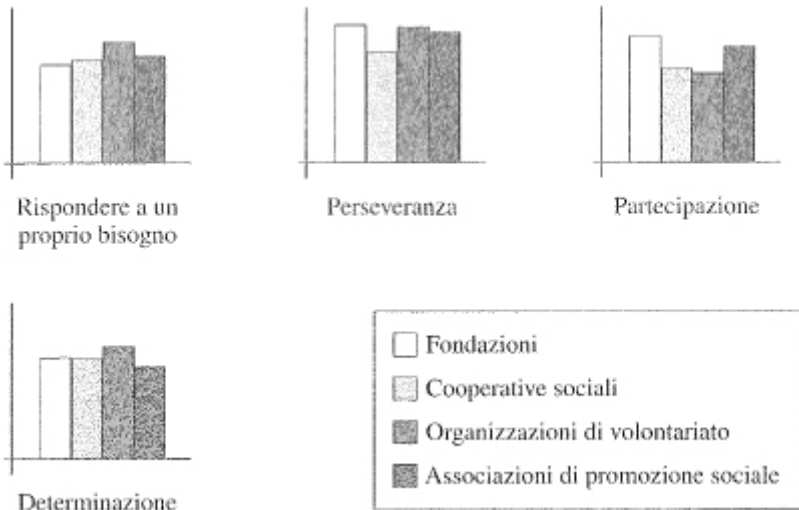 Rispondere a un
proprio bisogno
Perseveranza
Partecipazione
Determinazione
Fondazioni
Cooperative sociali
Organizzazioni di volontariato
Associazioni di promozione sociale